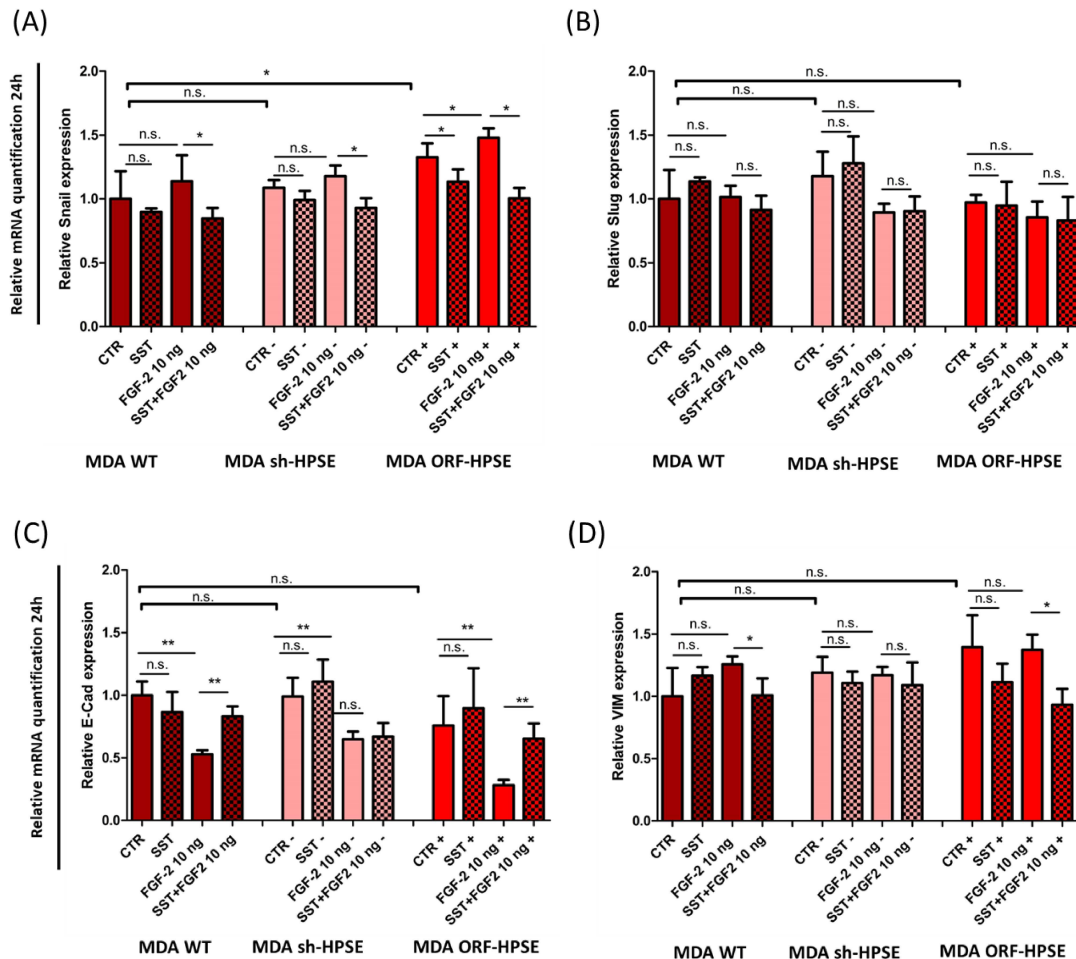 (A)
Relative mRNA quantification 24h
Relative Snail expression
2.0
1.5
1.0
0.5
0.0
*
n.s.
n.s.
*
n.s.
n.s.
*
n.s.
*
*
*
CTR
SST
FGF-2 10 ng
SST+FGF2 10 ng
CTR -
SST -
FGF-2 10 ng -
SST+FGF2 10 ng -
CTR +
SST +
FGF-2 10 ng +
SST+FGF2 10 ng +
MDA WT
MDA sh-HPSE
MDA ORF-HPSE
(B)
Relative Slug expression
2.0
1.5
1.0
0.5
0.0
n.s.
n.s.
n.s.
n.s.
n.s.
n.s.
n.s.
n.s.
n.s.
n.s.
n.s.
CTR
SST
FGF-2 10 ng
SST+FGF2 10 ng
CTR -
SST -
FGF-2 10 ng -
SST+FGF2 10 ng -
CTR +
SST +
FGF-2 10 ng +
SST+FGF2 10 ng +
MDA WT
MDA sh-HPSE
MDA ORF-HPSE
(C)
Relative mRNA quantification 24h
Relative E-Cad expression
2.0
1.5
1.0
0.5
0.0
n.s.
n.s.
**
n.s.
**
**
n.s.
n.s.
**
n.s.
**
CTR
SST
FGF-2 10 ng
SST+FGF2 10 ng
CTR -
SST -
FGF-2 10 ng -
SST+FGF2 10 ng -
CTR +
SST +
FGF-2 10 ng +
SST+FGF2 10 ng +
MDA WT
MDA sh-HPSE
MDA ORF-HPSE
(D)
Relative VIM expression
2.0
1.5
1.0
0.5
0.0
n.s.
n.s.
n.s.
n.s.
*
n.s.
n.s.
n.s.
n.s.
n.s.
*
CTR
SST
FGF-2 10 ng
SST+FGF2 10 ng
CTR -
SST -
FGF-2 10 ng -
SST+FGF2 10 ng -
CTR +
SST +
FGF-2 10 ng +
SST+FGF2 10 ng +
MDA WT
MDA sh-HPSE
MDA ORF-HPSE